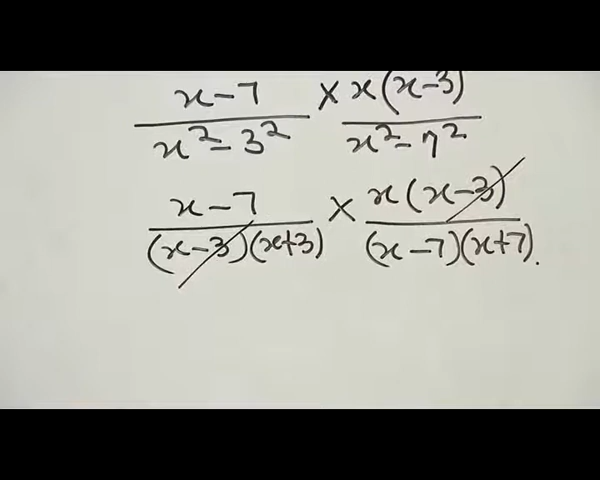 x-7 / x²-3² × x(x-3) / x²-7²
x-7 / (x-3)(x+3) × x(x-3) / (x-7)(x+7).